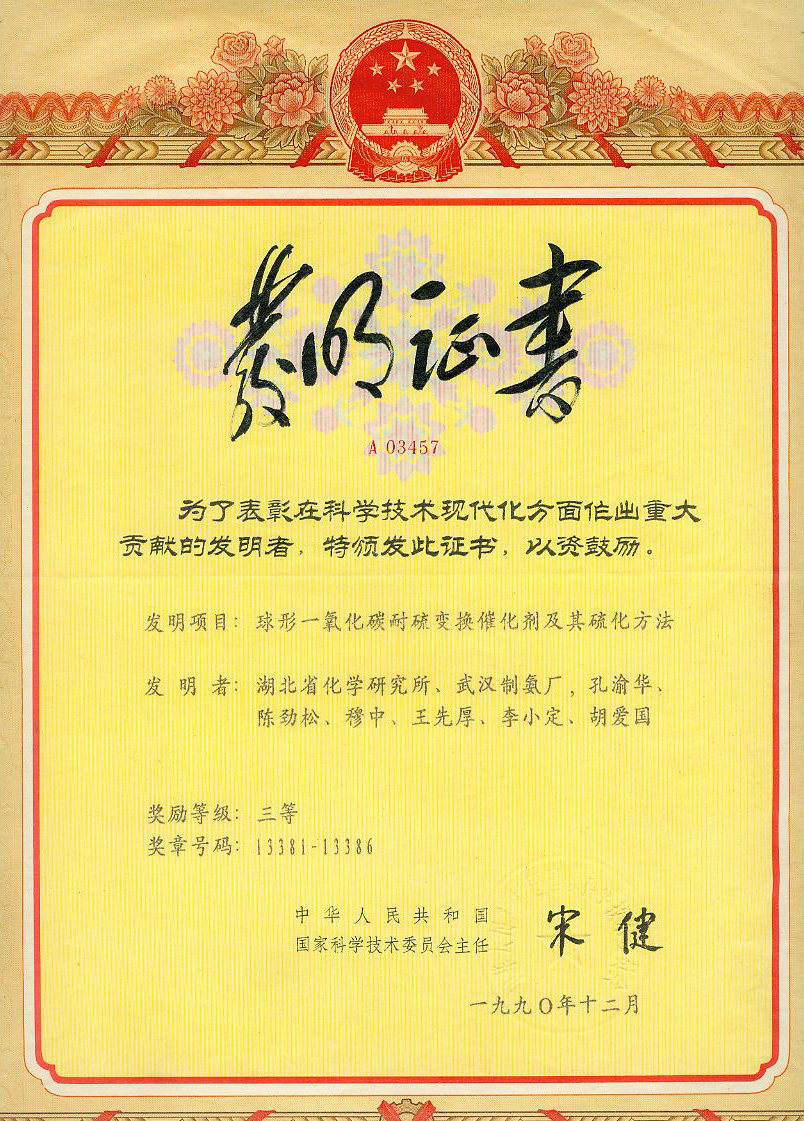 发明证书
A 03457
为了表彰在科学技术现代化方面作出重大
贡献的发明者，特颁发此证书，以资鼓励。
发明项目：球形一氧化碳耐硫变换催化剂及其硫化方法
发 明 者：湖北省化学研究所、武汉制氨厂，孔渝华、
陈劲松、穆中、王先厚、李小定、胡爱国
奖励等级：三等
奖章号码：13381-13386
中华人民共和国
国家科学技术委员会主任 宋健
一九九〇年十二月